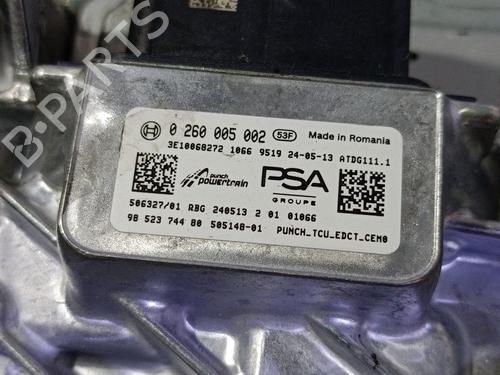 B-PARTS
0 260 005 002 53F Made in Romania
3E10068272 1066 9519 24-05-13 ATDG111.1
punch powertrain
PSA
GROUPE
506327/01 RBG 240513 2 01 01066
98 523 744 80 505148-01 PUNCH_TCU_EDCT_CEM0